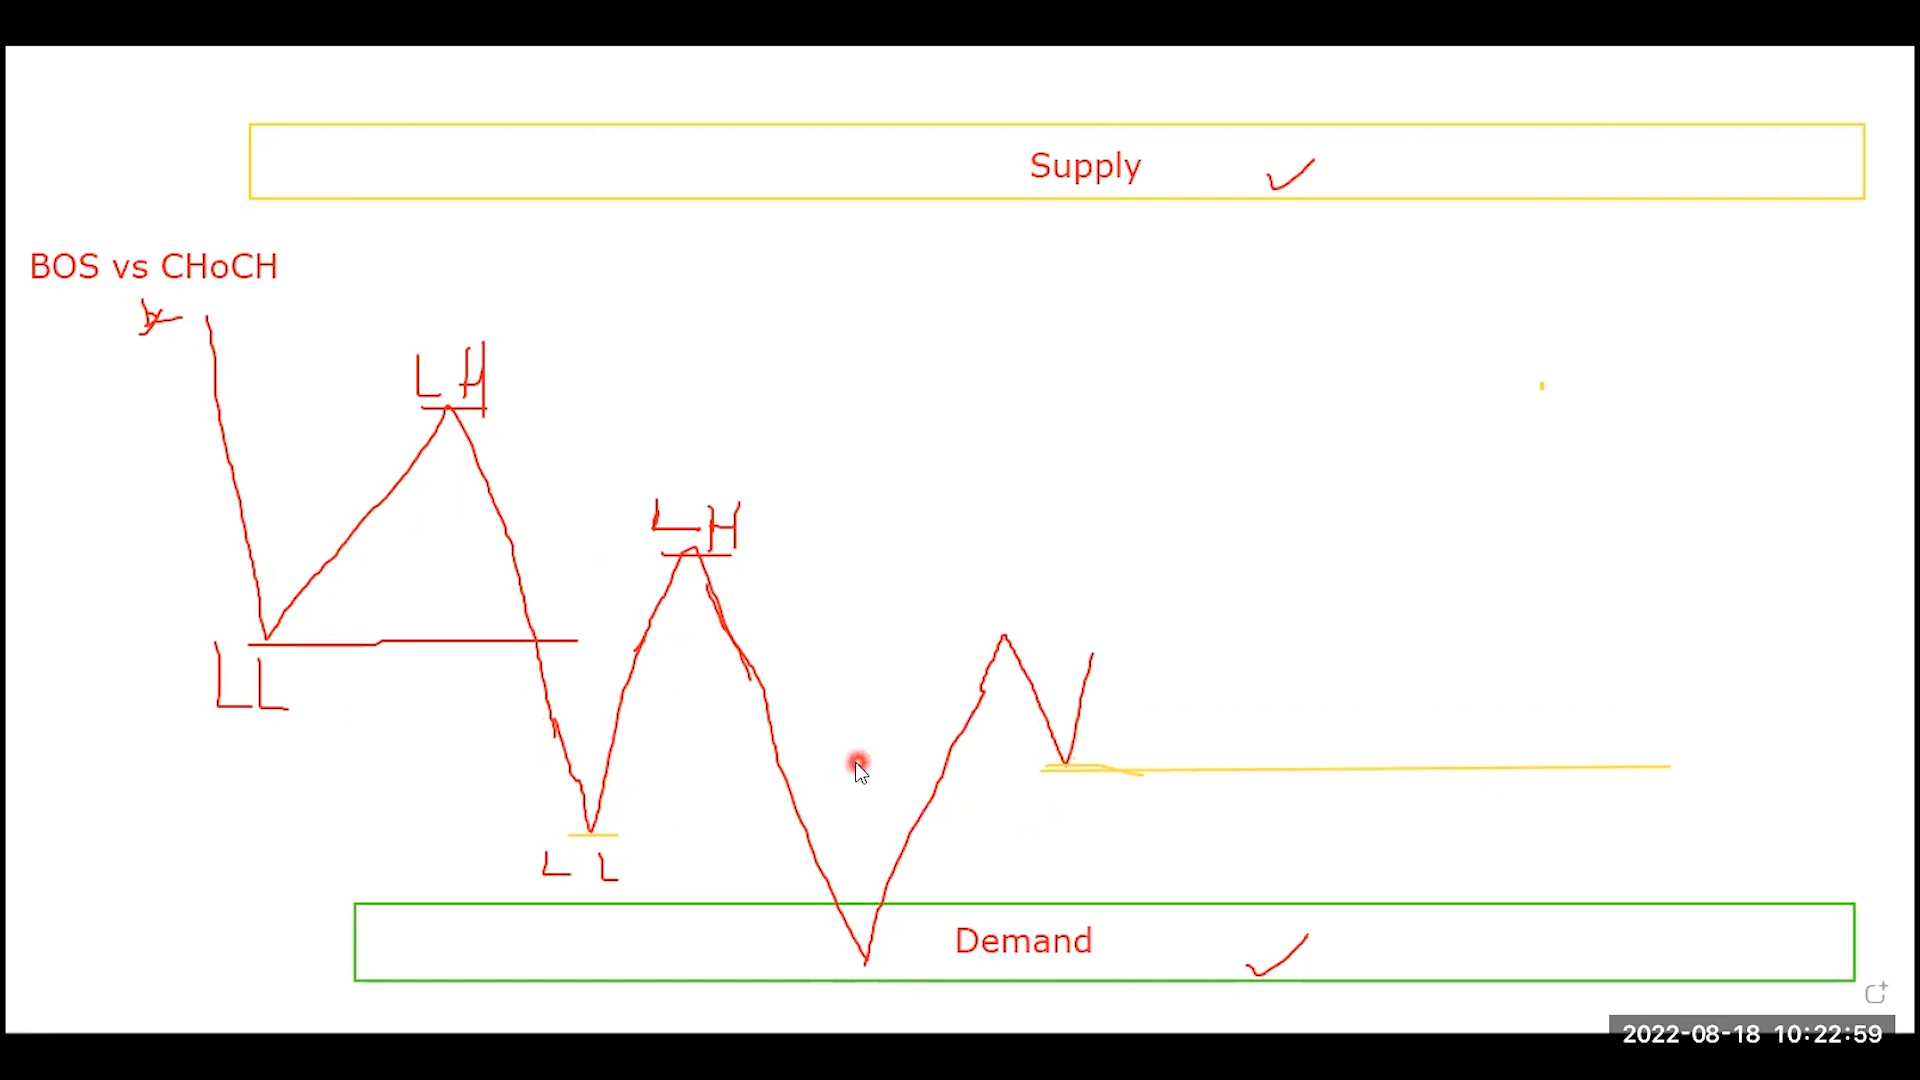 Supply
BOS vs CHoCH
LH
LH
LL
LL
Demand
2022-08-18 10:22:59